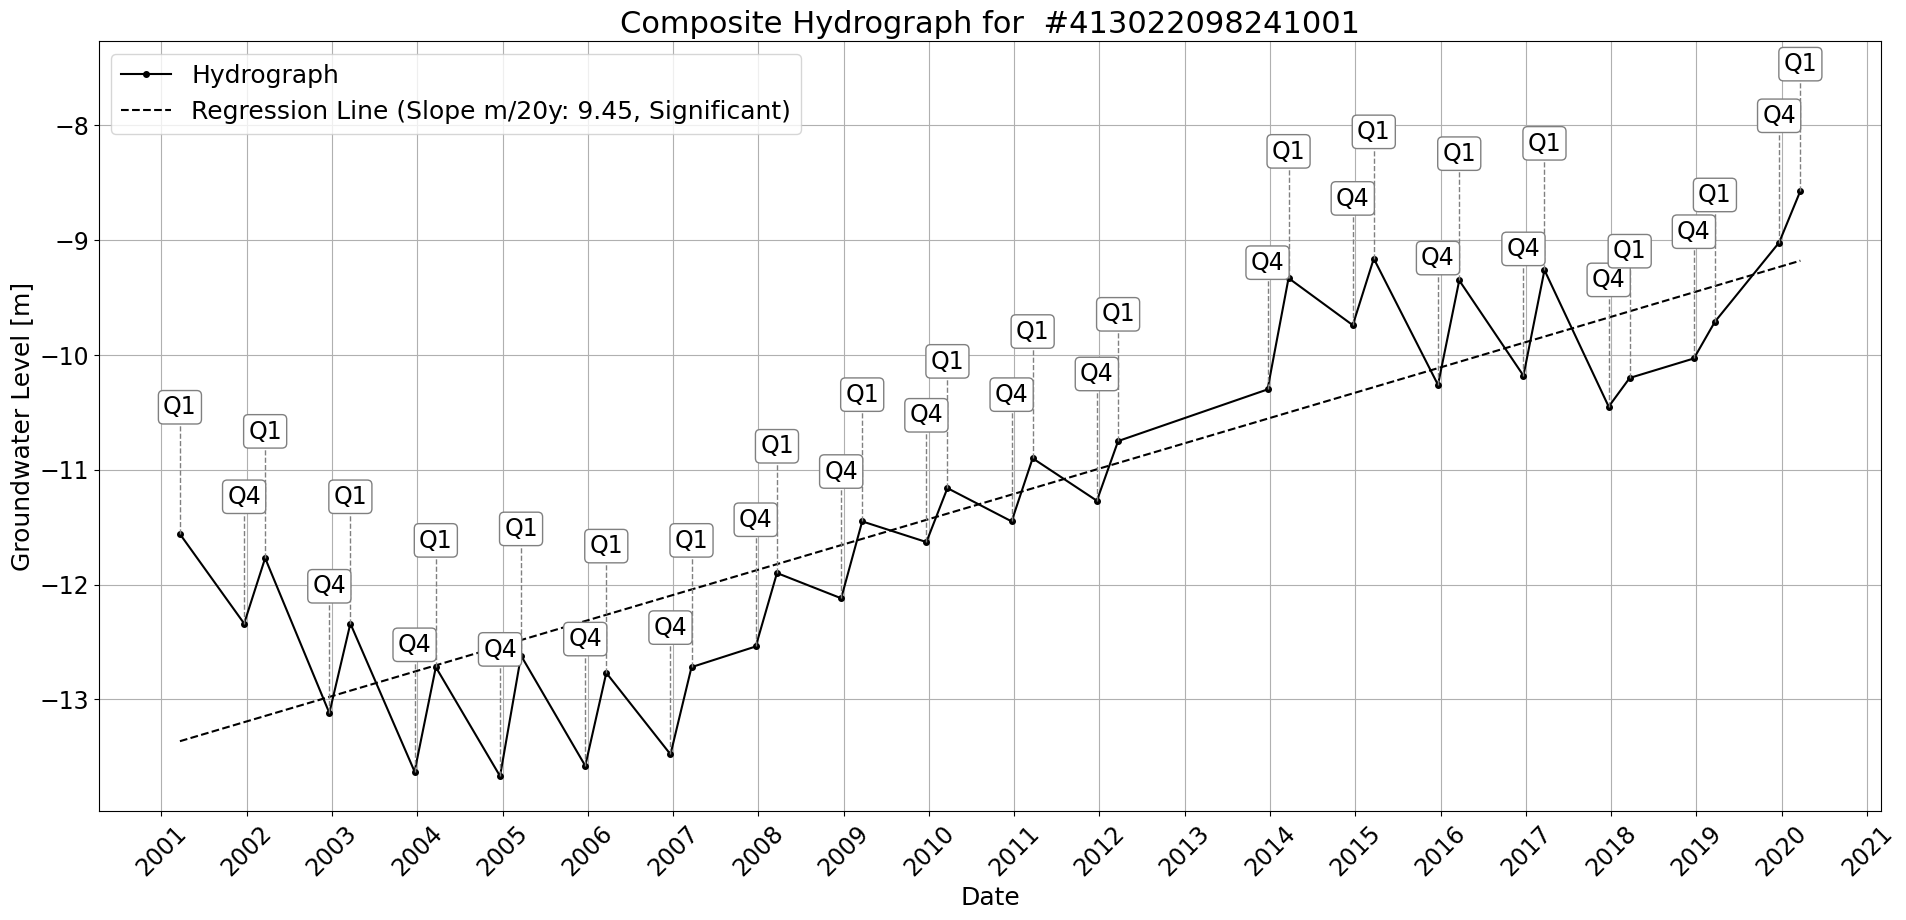 Composite Hydrograph for  #413022098241001
Hydrograph
Regression Line (Slope m/20y: 9.45, Significant)
Groundwater Level [m]
−8
−9
−10
−11
−12
−13
Q1
Q4
Q1
Q4
Q1
Q4
Q1
Q4
Q1
Q4
Q1
Q4
Q1
Q4
Q1
Q4
Q1
Q4
Q1
Q4
Q1
Q4
Q1
Q4
Q1
Q4
Q1
Q4
Q1
Q4
Q1
Q4
Q1
Q4
Q1
Q4
Q1
2001
2002
2003
2004
2005
2006
2007
2008
2009
2010
2011
2012
2013
2014
2015
2016
2017
2018
2019
2020
2021
Date